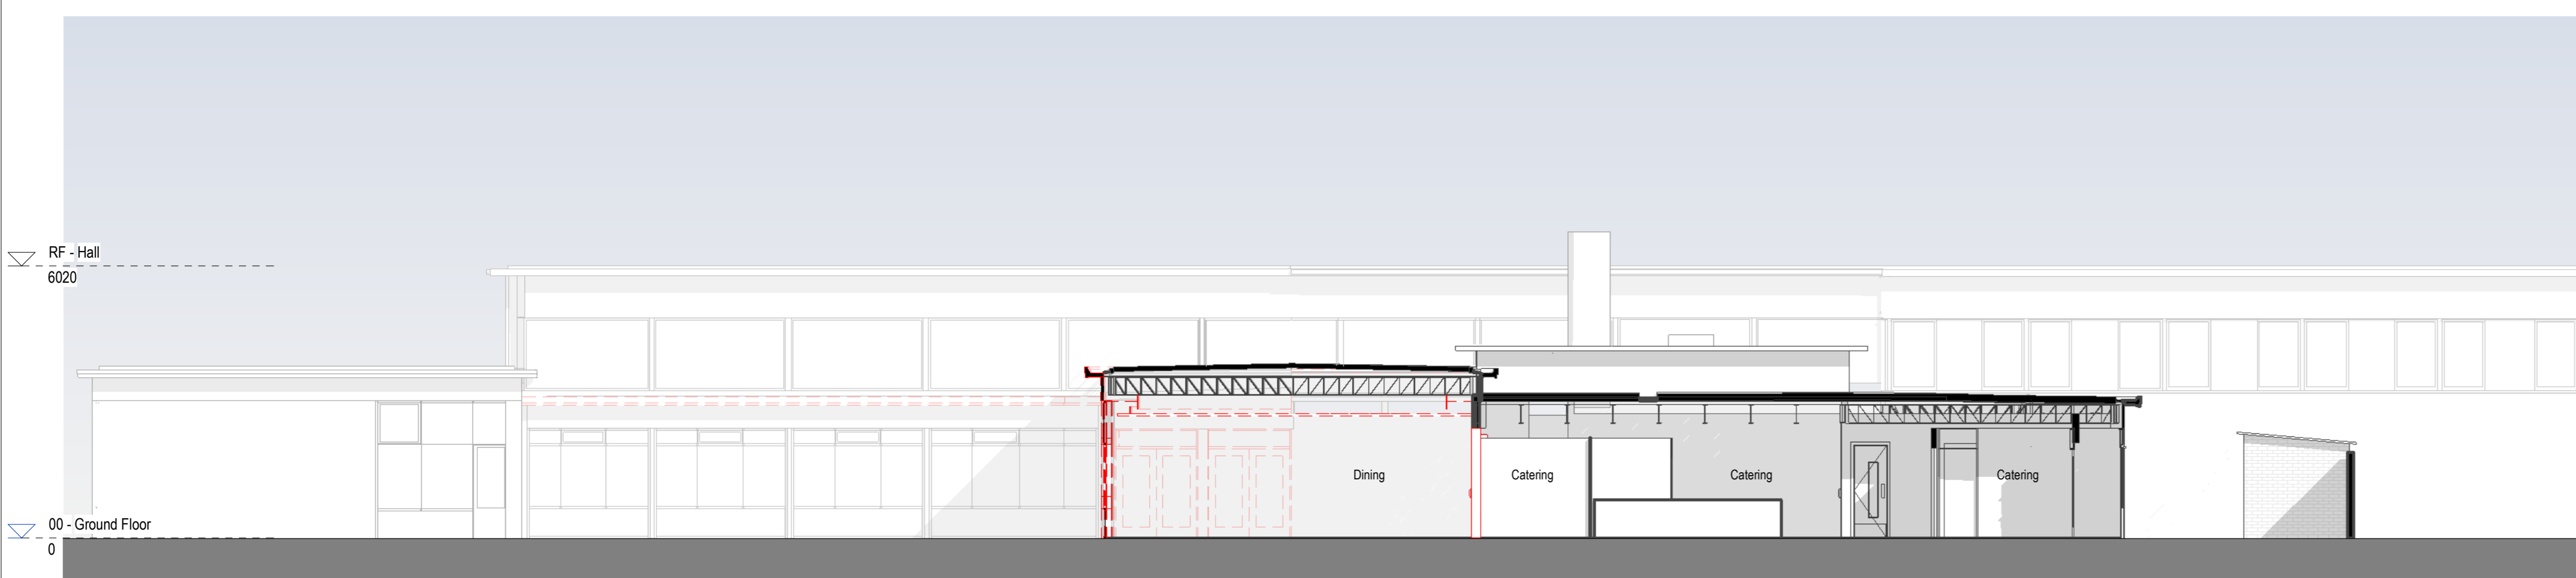 RF - Hall
6020
Dining
Catering
Catering
Catering
00 - Ground Floor
0